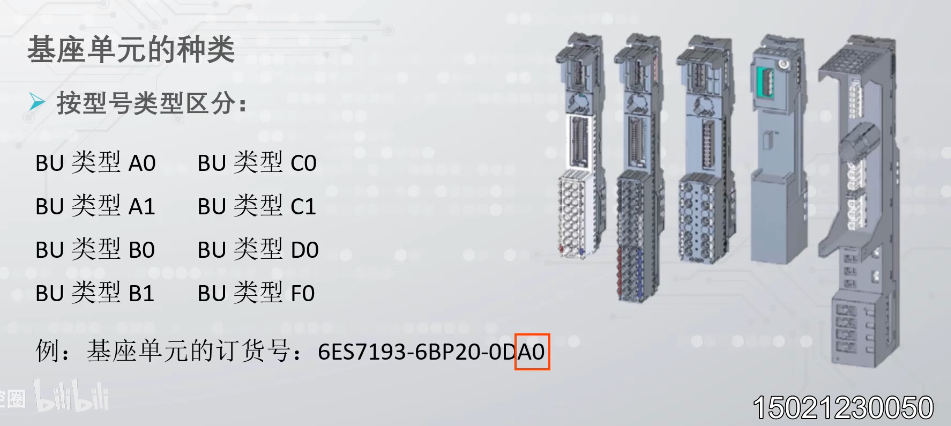 基座单元的种类
按型号类型区分：
BU 类型 A0 BU 类型 C0
BU 类型 A1 BU 类型 C1
BU 类型 B0 BU 类型 D0
BU 类型 B1 BU 类型 F0
例：基座单元的订货号：6ES7193-6BP20-0DA0
圈 bilibili
15021230050